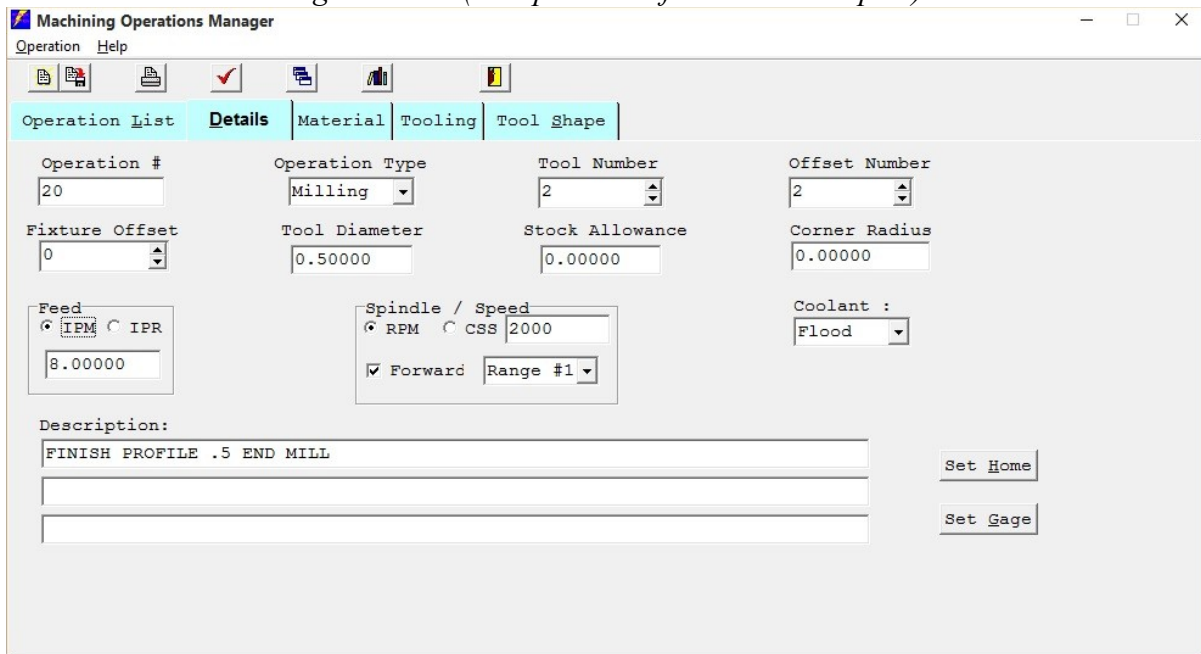 Machining Operations Manager
Operation Help
Operation List Details Material Tooling Tool Shape
Operation # Operation Type Tool Number Offset Number
20 Milling 2 2
Fixture Offset Tool Diameter Stock Allowance Corner Radius
0 0.50000 0.00000 0.00000
Feed Spindle / Speed Coolant :
IPM IPR RPM CSS 2000 Flood
8.00000 Forward Range #1
Description:
FINISH PROFILE .5 END MILL
Set Home
Set Gage